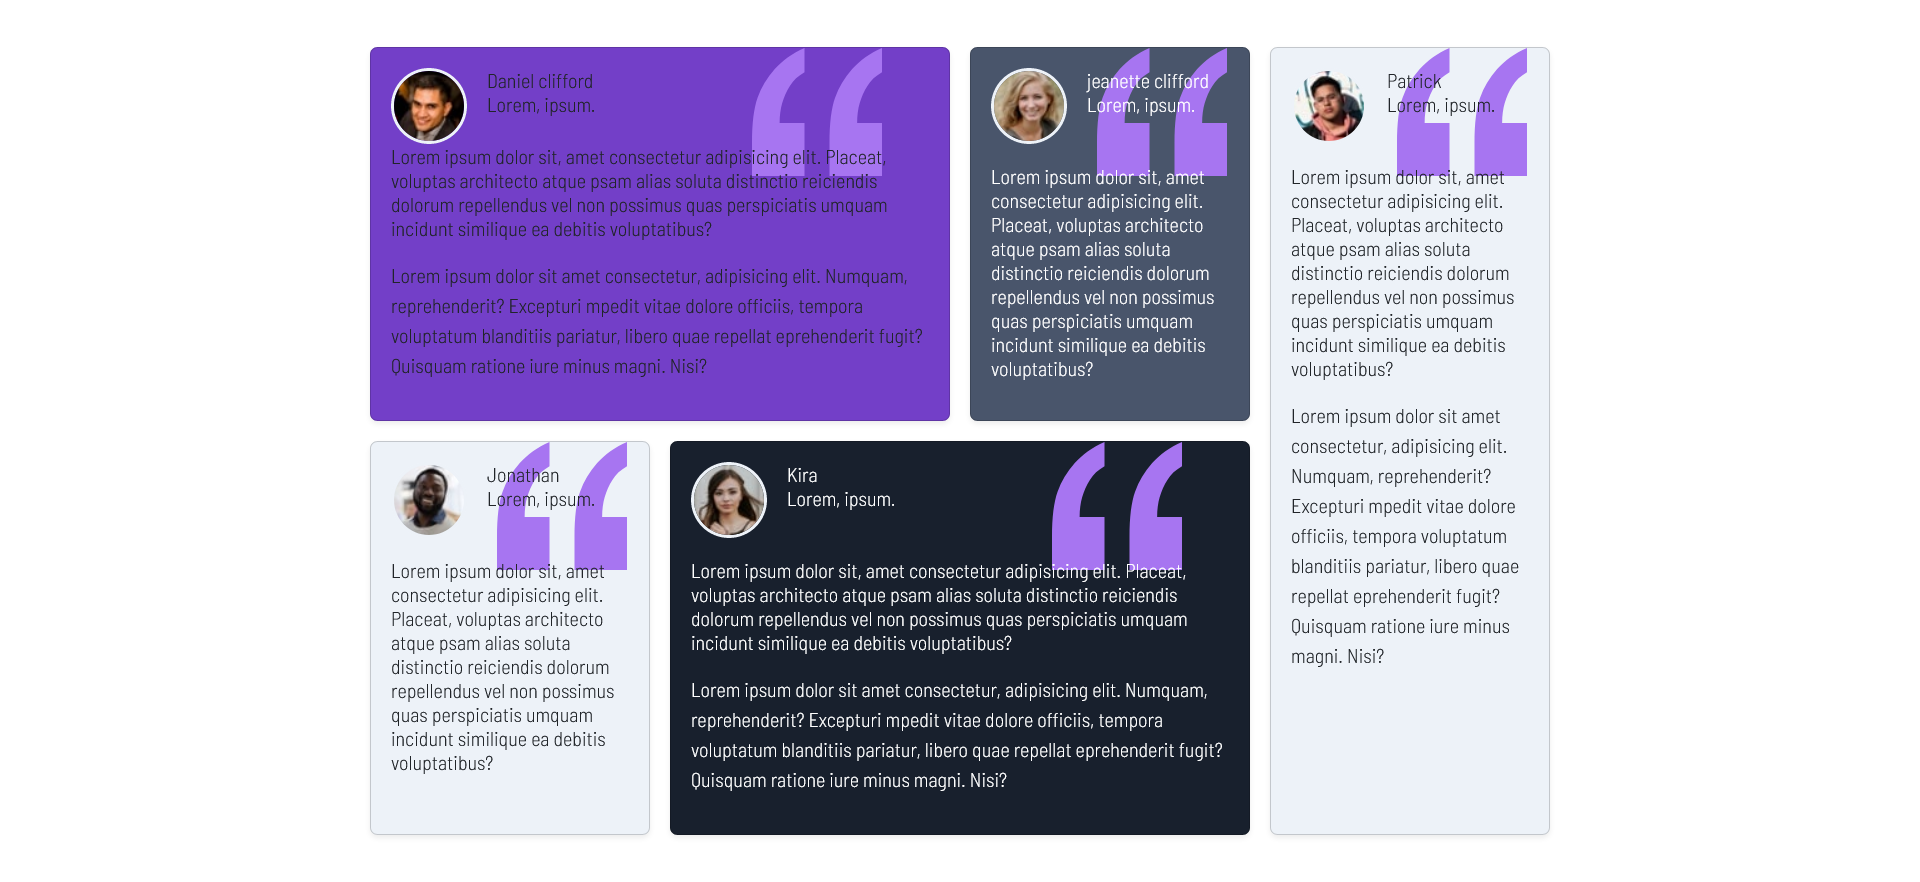 Daniel clifford
Lorem, ipsum.
Lorem ipsum dolor sit, amet consectetur adipisicing elit. Placeat,
voluptas architecto atque psam alias soluta distinctio reiciendis
dolorum repellendus vel non possimus quas perspiciatis umquam
incidunt similique ea debitis voluptatibus?
Lorem ipsum dolor sit amet consectetur, adipisicing elit. Numquam,
reprehenderit? Excepturi mpedit vitae dolore officiis, tempora
voluptatum blanditiis pariatur, libero quae repellat eprehenderit fugit?
Quisquam ratione iure minus magni. Nisi?
jeanette clifford
Lorem, ipsum.
Lorem ipsum dolor sit, amet
consectetur adipisicing elit.
Placeat, voluptas architecto
atque psam alias soluta
distinctio reiciendis dolorum
repellendus vel non possimus
quas perspiciatis umquam
incidunt similique ea debitis
voluptatibus?
Patrick
Lorem, ipsum.
Lorem ipsum dolor sit, amet
consectetur adipisicing elit.
Placeat, voluptas architecto
atque psam alias soluta
distinctio reiciendis dolorum
repellendus vel non possimus
quas perspiciatis umquam
incidunt similique ea debitis
voluptatibus?
Lorem ipsum dolor sit amet
consectetur, adipisicing elit.
Numquam, reprehenderit?
Excepturi mpedit vitae dolore
officiis, tempora voluptatum
blanditiis pariatur, libero quae
repellat eprehenderit fugit?
Quisquam ratione iure minus
magni. Nisi?
Jonathan
Lorem, ipsum.
Lorem ipsum dolor sit, amet
consectetur adipisicing elit.
Placeat, voluptas architecto
atque psam alias soluta
distinctio reiciendis dolorum
repellendus vel non possimus
quas perspiciatis umquam
incidunt similique ea debitis
voluptatibus?
Kira
Lorem, ipsum.
Lorem ipsum dolor sit, amet consectetur adipisicing elit. Placeat,
voluptas architecto atque psam alias soluta distinctio reiciendis
dolorum repellendus vel non possimus quas perspiciatis umquam
incidunt similique ea debitis voluptatibus?
Lorem ipsum dolor sit amet consectetur, adipisicing elit. Numquam,
reprehenderit? Excepturi mpedit vitae dolore officiis, tempora
voluptatum blanditiis pariatur, libero quae repellat eprehenderit fugit?
Quisquam ratione iure minus magni. Nisi?